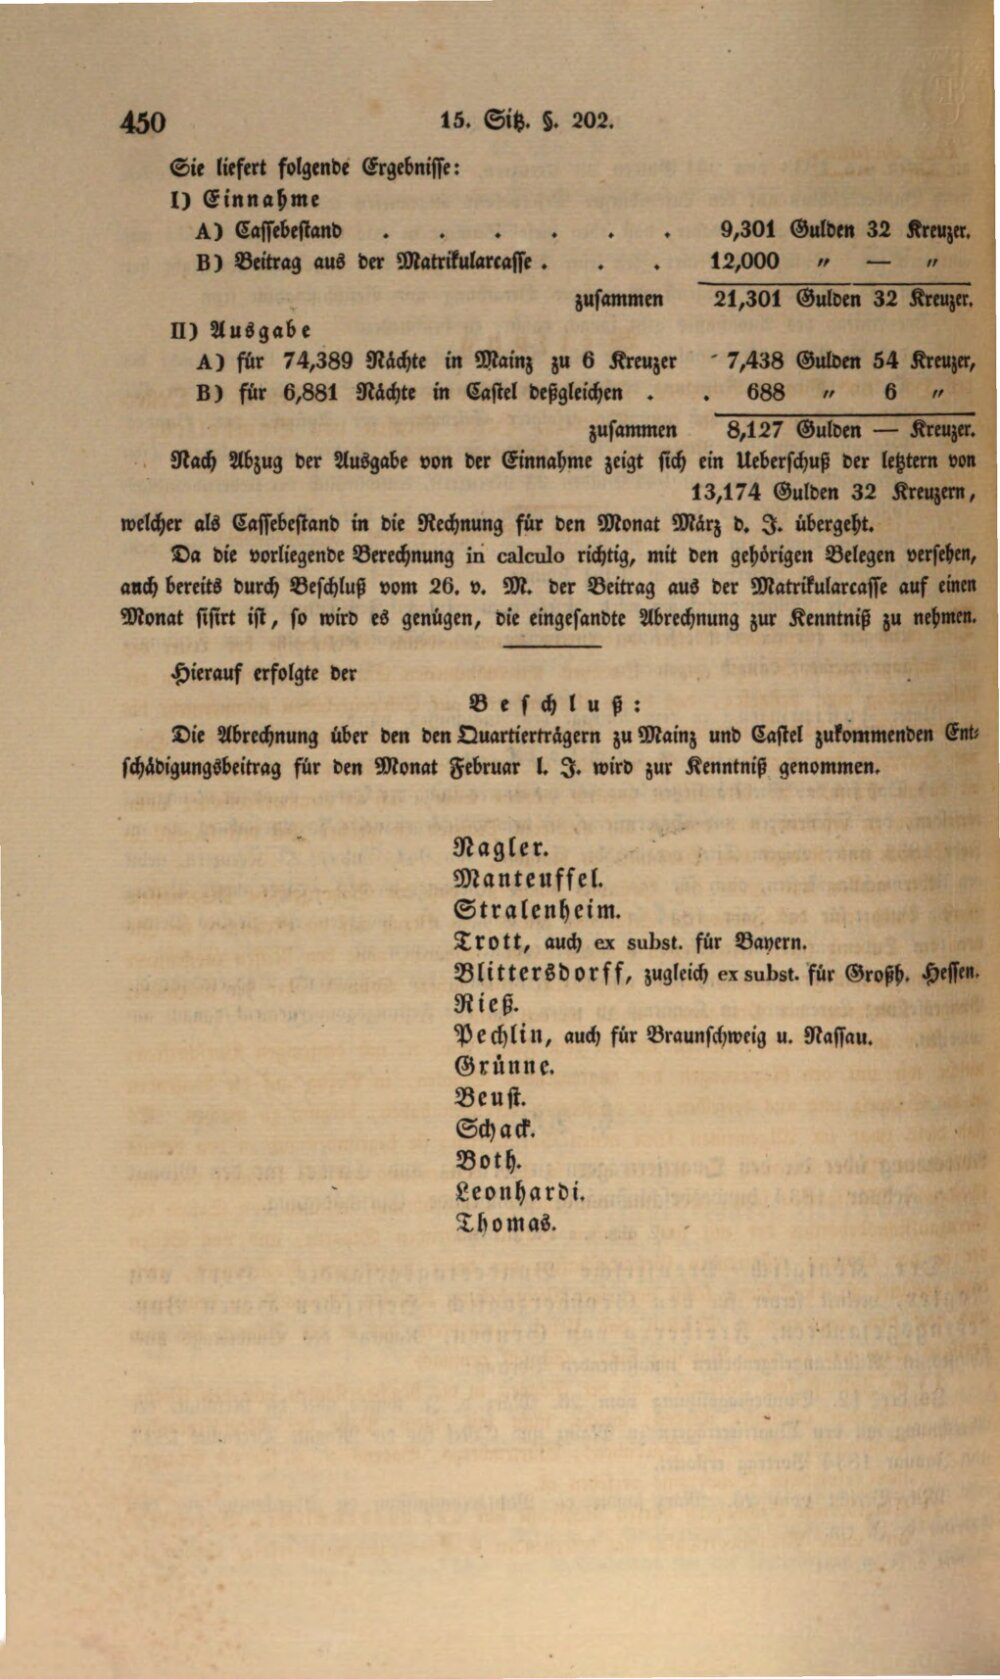 450
15. Sitz. §. 202.
Sie liefert folgende Ergebnisse:
I) Einnahme
A) Cassebestand . . . . . . 9,301 Gulden 32 Kreuzer.
B) Beitrag aus der Matrikularcasse . . . 12,000 „ — „
zusammen 21,301 Gulden 32 Kreuzer.
II) Ausgabe
A) für 74,389 Nächte in Mainz zu 6 Kreuzer 7,438 Gulden 54 Kreuzer,
B) für 6,881 Nächte in Castel deßgleichen . . 688 „ 6 „
zusammen 8,127 Gulden — Kreuzer.
Nach Abzug der Ausgabe von der Einnahme zeigt sich ein Ueberschuß der letztern von
13,174 Gulden 32 Kreuzern,
welcher als Cassebestand in die Rechnung für den Monat März d. J. übergeht.
Da die vorliegende Berechnung in calculo richtig, mit den gehörigen Belegen versehen,
auch bereits durch Beschluß vom 26. v. M. der Beitrag aus der Matrikularcasse auf einen
Monat sisirt ist, so wird es genügen, die eingesandte Abrechnung zur Kenntniß zu nehmen.
Hierauf erfolgte der
Beschluß:
Die Abrechnung über den den Quartierträgern zu Mainz und Castel zukommenden Ent-
schädigungsbeitrag für den Monat Februar l. J. wird zur Kenntniß genommen.
Nagler.
Manteuffel.
Stralenheim.
Trott, auch ex subst. für Bayern.
Blittersdorff, zugleich ex subst. für Großh. Hessen.
Rieß.
Pechlin, auch für Braunschweig u. Nassau.
Grünne.
Beust.
Schack.
Both.
Leonhardi.
Thomas.